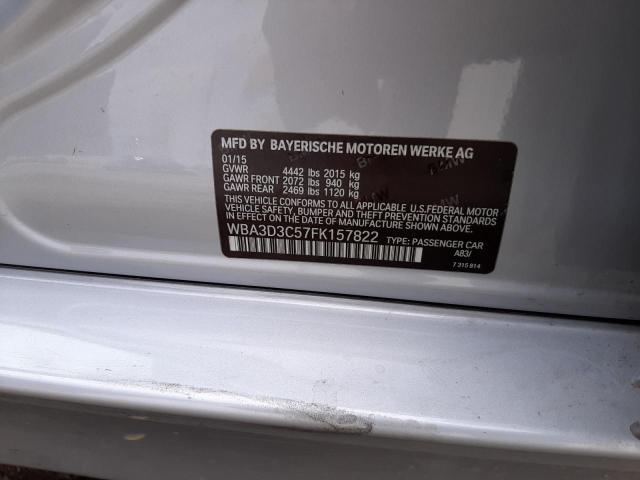 MFD BY BAYERISCHE MOTOREN WERKE AG
01/15
GVWR 4442 lbs 2015 kg
GAWR FRONT 2072 lbs 940 kg
GAWR REAR 2469 lbs 1120 kg
THIS VEHICLE CONFORMS TO ALL APPLICABLE U.S.FEDERAL MOTOR
VEHICLE SAFETY, BUMPER, AND THEFT PREVENTION STANDARDS IN
EFFECT ON THE DATE OF MANUFACTURE SHOWN ABOVE.
WBA3D3C57FK157822 TYPE: PASSENGER CAR
A83/
7 315 814